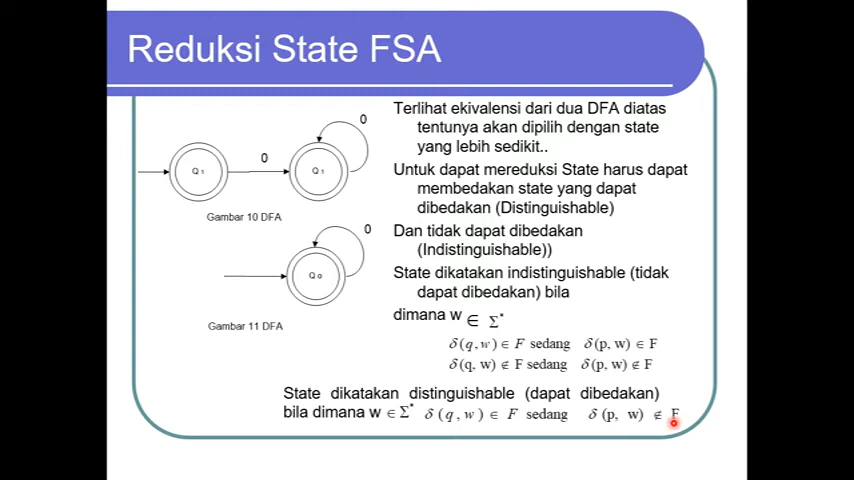 Reduksi State FSA
Terlihat ekivalensi dari dua DFA diatas
tentunya akan dipilih dengan state
yang lebih sedikit..
Untuk dapat mereduksi State harus dapat
membedakan state yang dapat
dibedakan (Distinguishable)
Dan tidak dapat dibedakan
(Indistinguishable))
State dikatakan indistinguishable (tidak
dapat dibedakan) bila
dimana w ∈ Σ*
δ(q,w) ∈ F sedang δ(p, w) ∈ F
δ(q, w) ∉ F sedang δ(p, w) ∉ F
State dikatakan distinguishable (dapat dibedakan)
bila dimana w ∈ Σ* δ(q,w) ∈ F sedang δ(p, w) ∉ F
0
0
Q 1
Q 1
Gambar 10 DFA
0
Q 0
Gambar 11 DFA